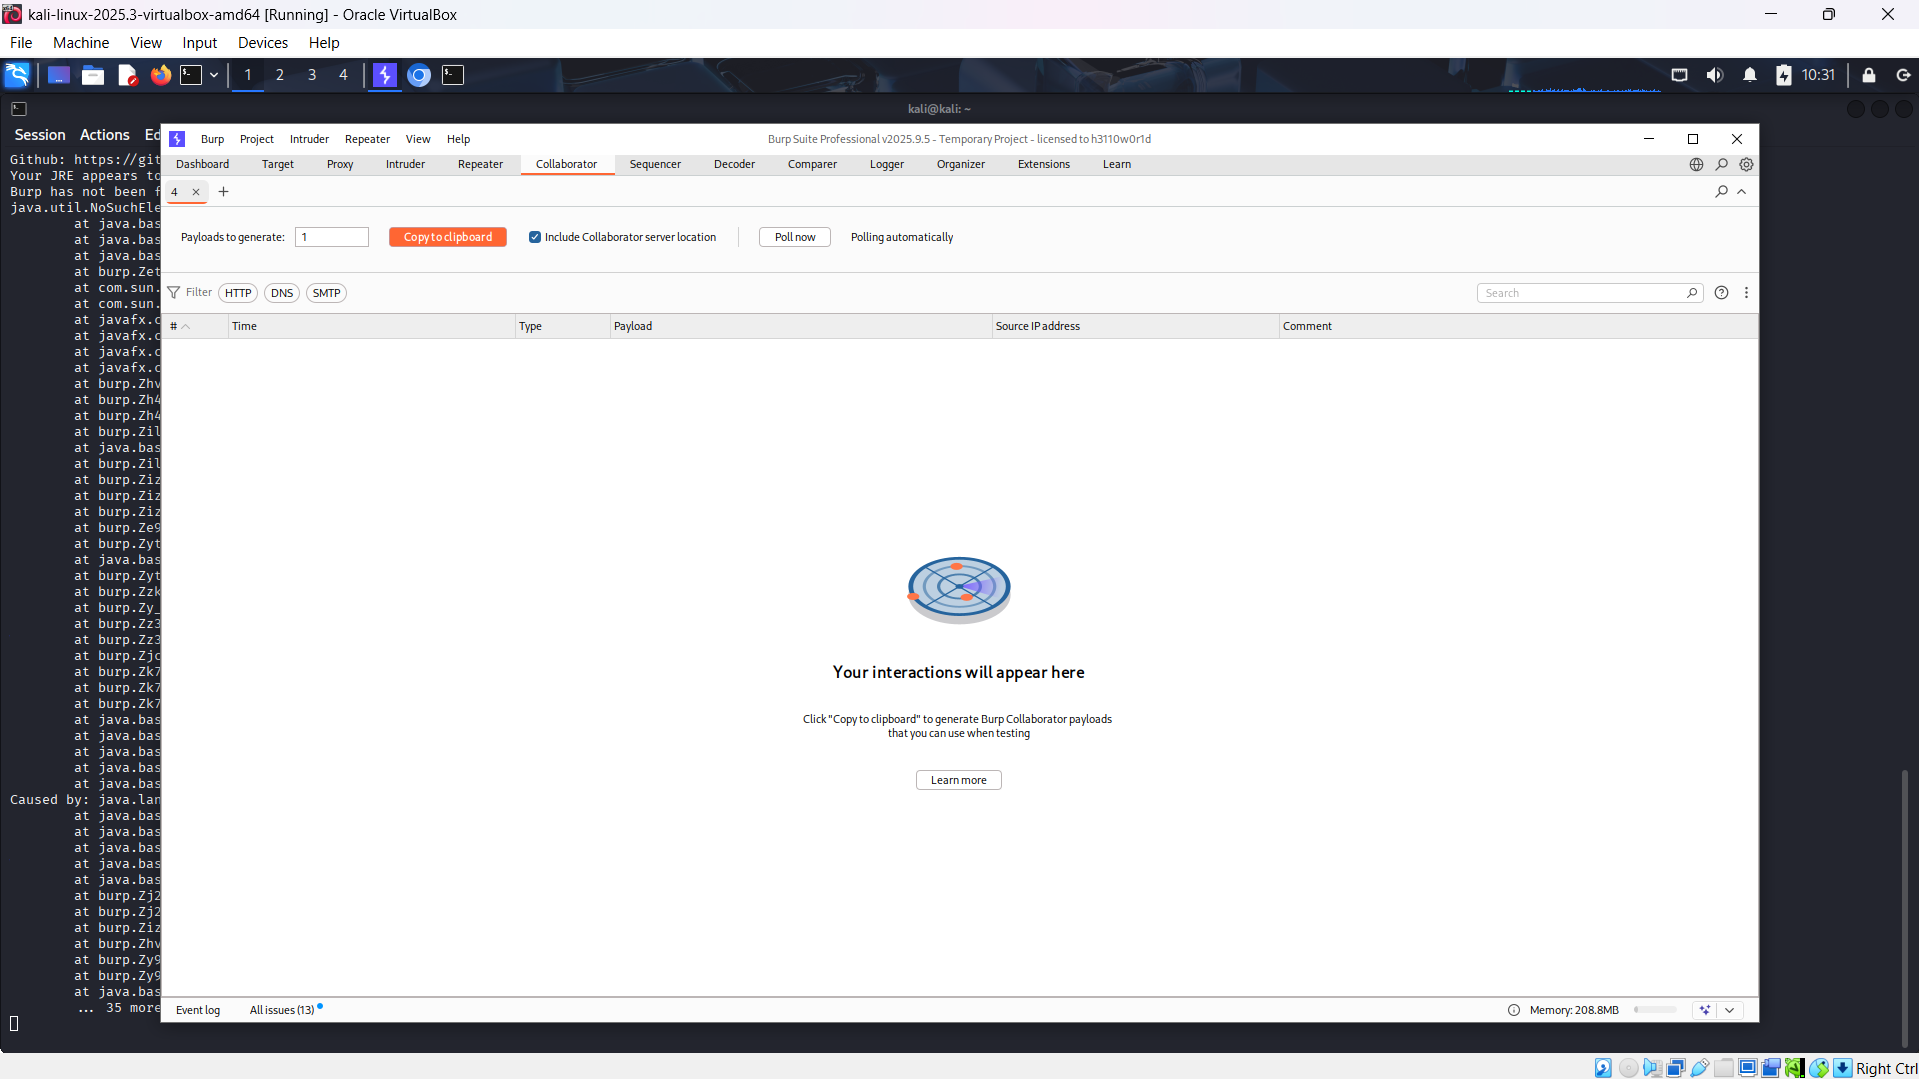 kali-linux-2025.3-virtualbox-amd64 [Running] - Oracle VirtualBox
File Machine View Input Devices Help
1 2 3 4 10:31
kali@kali: ~
Session Actions Ed
Burp Project Intruder Repeater View Help
Burp Suite Professional v2025.9.5 - Temporary Project - licensed to h3110w0r1d
Dashboard Target Proxy Intruder Repeater Collaborator Sequencer Decoder Comparer Logger Organizer Extensions Learn
4
Payloads to generate: 1 Copy to clipboard Include Collaborator server location Poll now Polling automatically
Filter HTTP DNS SMTP Search
# Time Type Payload Source IP address Comment
Your interactions will appear here
Click "Copy to clipboard" to generate Burp Collaborator payloads
that you can use when testing
Learn more
Event log All issues (13) Memory: 208.8MB
Github: https://git
Your JRE appears to
Burp has not been f
java.util.NoSuchEle
at java.bas
at java.bas
at java.bas
at burp.Zet
at com.sun.
at com.sun.
at javafx.c
at javafx.c
at javafx.c
at javafx.c
at burp.Zhv
at burp.Zh4
at burp.Zh4
at burp.Zil
at java.bas
at burp.Zil
at burp.Ziz
at burp.Ziz
at burp.Ziz
at burp.Ze9
at burp.Zyt
at java.bas
at burp.Zyt
at burp.Zzk
at burp.Zy_
at burp.Zz3
at burp.Zz3
at burp.Zjc
at burp.Zk7
at burp.Zk7
at burp.Zk7
at java.bas
at java.bas
at java.bas
at java.bas
at java.bas
Caused by: java.lan
at java.bas
at java.bas
at java.bas
at java.bas
at java.bas
at burp.Zj2
at burp.Zj2
at burp.Ziz
at burp.Zhv
at burp.Zy9
at burp.Zy9
at java.bas
... 35 more
Right Ctrl